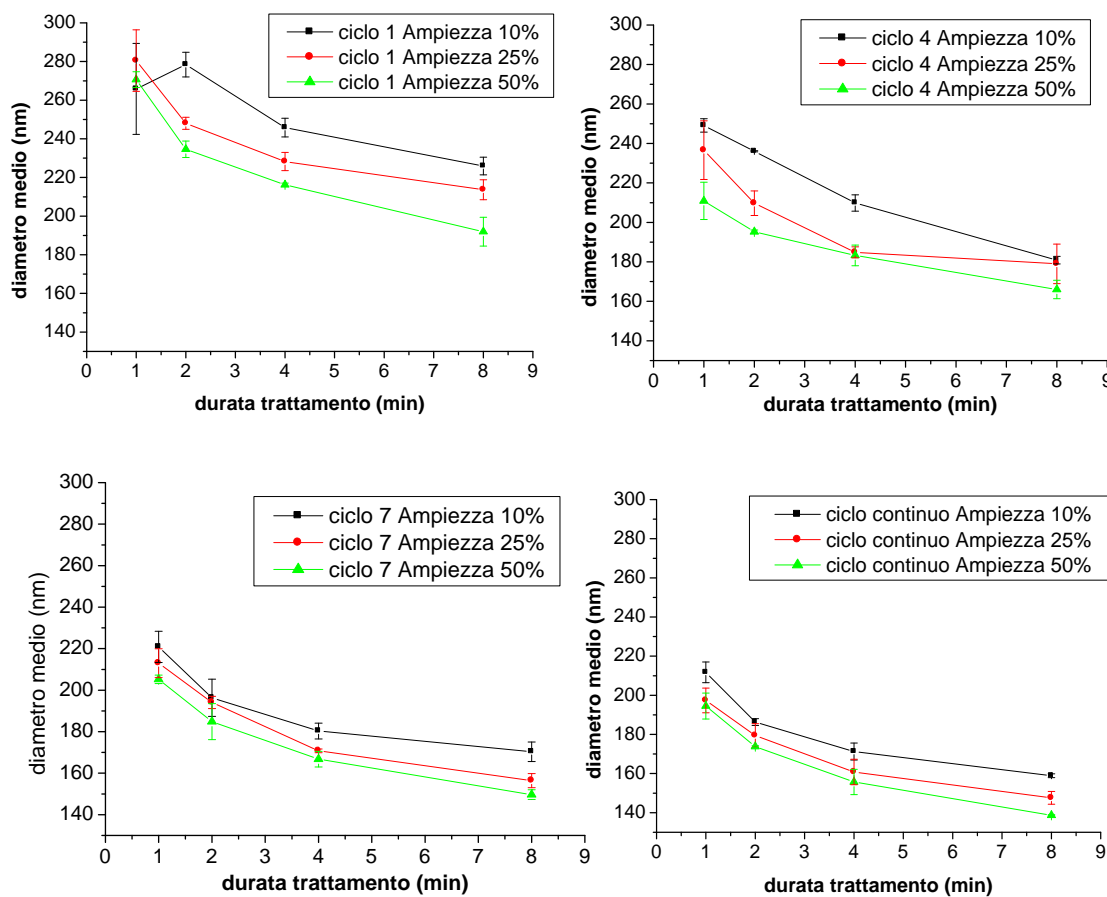 ciclo 1 Ampiezza 10%
ciclo 1 Ampiezza 25%
ciclo 1 Ampiezza 50%
diametro medio (nm)
300
280
260
240
220
200
180
160
140
0 1 2 3 4 5 6 7 8 9
durata trattamento (min)
ciclo 4 Ampiezza 10%
ciclo 4 Ampiezza 25%
ciclo 4 Ampiezza 50%
diametro medio (nm)
300
280
260
240
220
200
180
160
140
0 1 2 3 4 5 6 7 8 9
durata trattamento (min)
ciclo 7 Ampiezza 10%
ciclo 7 Ampiezza 25%
ciclo 7 Ampiezza 50%
diametro medio (nm)
300
280
260
240
220
200
180
160
140
0 1 2 3 4 5 6 7 8 9
durata trattamento (min)
ciclo continuo Ampiezza 10%
ciclo continuo Ampiezza 25%
ciclo continuo Ampiezza 50%
diametro medio (nm)
300
280
260
240
220
200
180
160
140
0 1 2 3 4 5 6 7 8 9
durata trattamento (min)